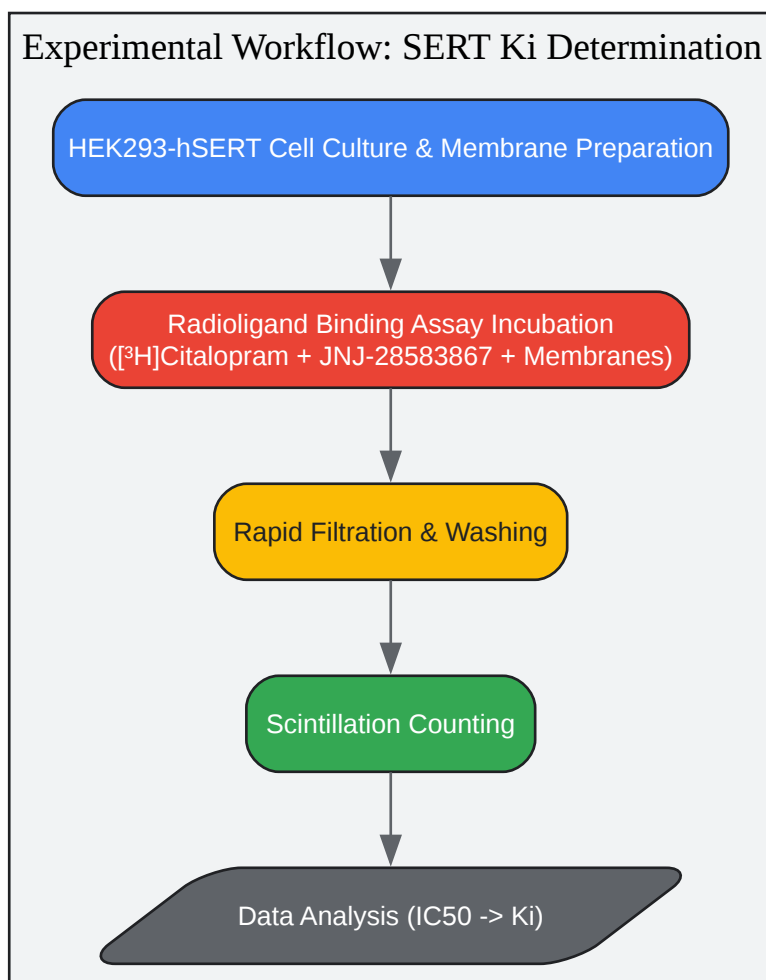 Experimental Workflow: SERT Ki Determination
HEK293-hSERT Cell Culture & Membrane Preparation
Radioligand Binding Assay Incubation
([³H]Citalopram + JNJ-28583867 + Membranes)
Rapid Filtration & Washing
Scintillation Counting
Data Analysis (IC50 -> Ki)